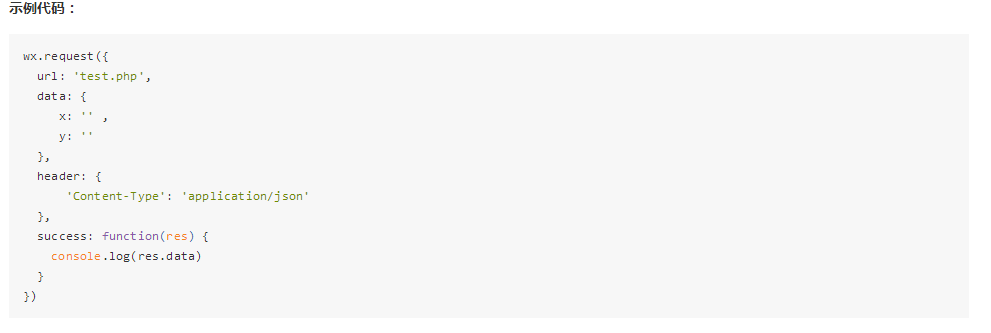 示例代码：
wx.request({
  url: 'test.php',
  data: {
     x: '' ,
     y: ''
  },
  header: {
      'Content-Type': 'application/json'
  },
  success: function(res) {
    console.log(res.data)
  }
})